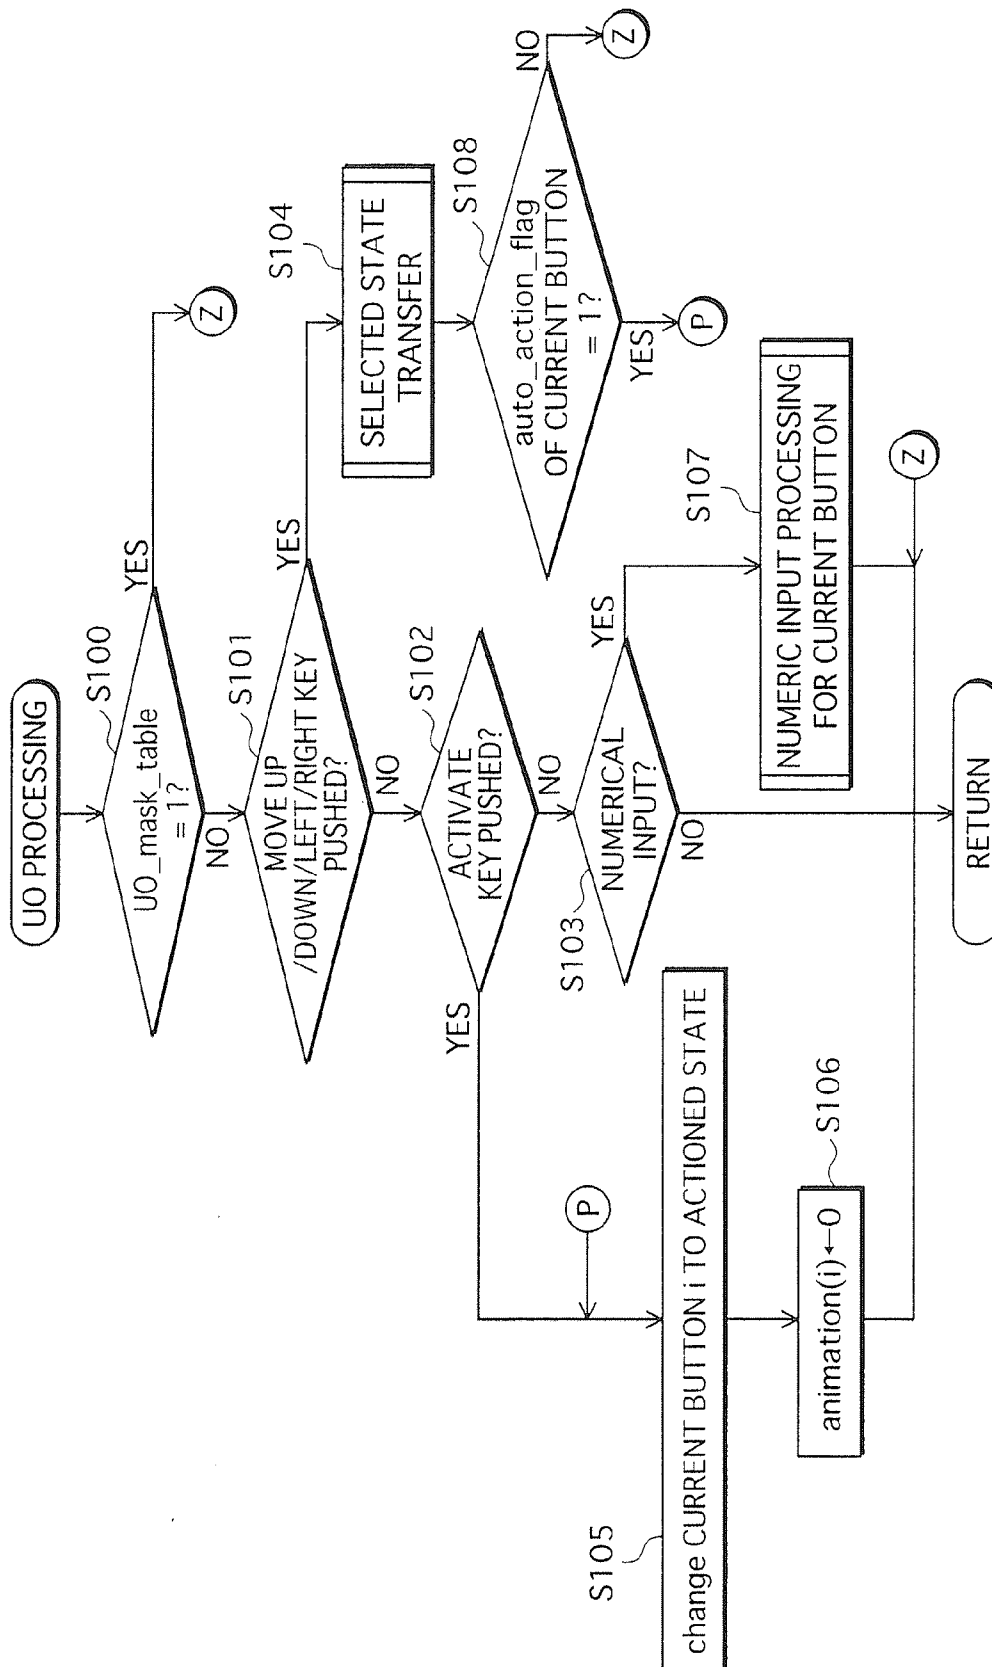 UO PROCESSING
S100
UO_mask_table
= 1?
YES
Z
NO
S101
MOVE UP
/DOWN/LEFT/RIGHT KEY
PUSHED?
YES
NO
S104
SELECTED STATE
TRANSFER
S108
auto_action_flag
OF CURRENT BUTTON
= 1?
NO
Z
YES
P
S102
ACTIVATE
KEY PUSHED?
YES
NO
S103
NUMERICAL
INPUT?
YES
NO
S107
NUMERIC INPUT PROCESSING
FOR CURRENT BUTTON
Z
P
S105
change CURRENT BUTTON i TO ACTIONED STATE
S106
animation(i)←0
RETURN